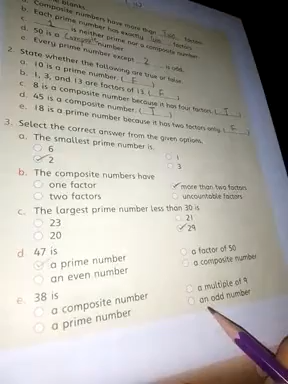 blanks.
a. Composite numbers have more than Two factors.
b. Each prime number has exactly two factors.
c. 1 is neither prime nor a composite number.
d. 50 is a composite number.
e. Every prime number except 2 is odd.
2. State whether the following are true or false.
a. 10 is a prime number. ( F )
b. 1, 3, and 13 are factors of 13. ( F )
c. 8 is a composite number because it has four factors. ( T )
d. 45 is a composite number. ( T )
e. 18 is a prime number because it has two factors only. ( F )
3. Select the correct answer from the given options.
a. The smallest prime number is.
6 1
2 3
b. The composite numbers have
one factor more than two factors
two factors uncountable factors
c. The largest prime number less than 30 is
23 21
20 29
d. 47 is
a prime number a factor of 50
an even number a composite number
e. 38 is
a composite number a multiple of 9
a prime number an odd number